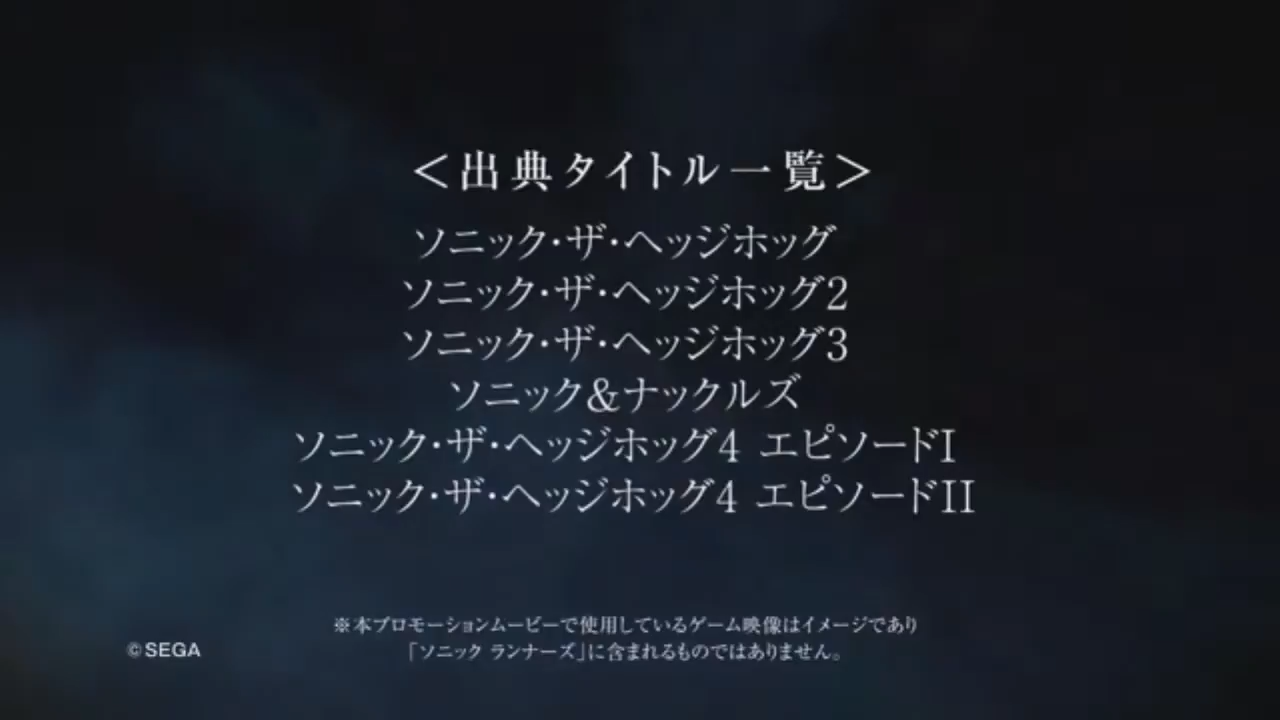 ＜出典タイトル一覧＞
ソニック・ザ・ヘッジホッグ
ソニック・ザ・ヘッジホッグ2
ソニック・ザ・ヘッジホッグ3
ソニック&ナックルズ
ソニック・ザ・ヘッジホッグ4 エピソードI
ソニック・ザ・ヘッジホッグ4 エピソードII
※本プロモーションムービーで使用しているゲーム映像はイメージであり
「ソニック ランナーズ」に含まれるものではありません。
©SEGA